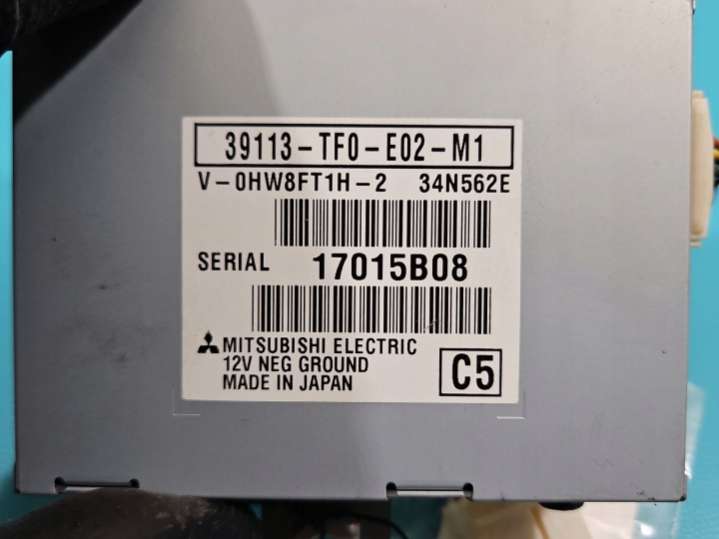 39113-TF0-E02-M1
V-0HW8FT1H-2 34N562E
SERIAL 17015B08
MITSUBISHI ELECTRIC
12V NEG GROUND
MADE IN JAPAN
C5